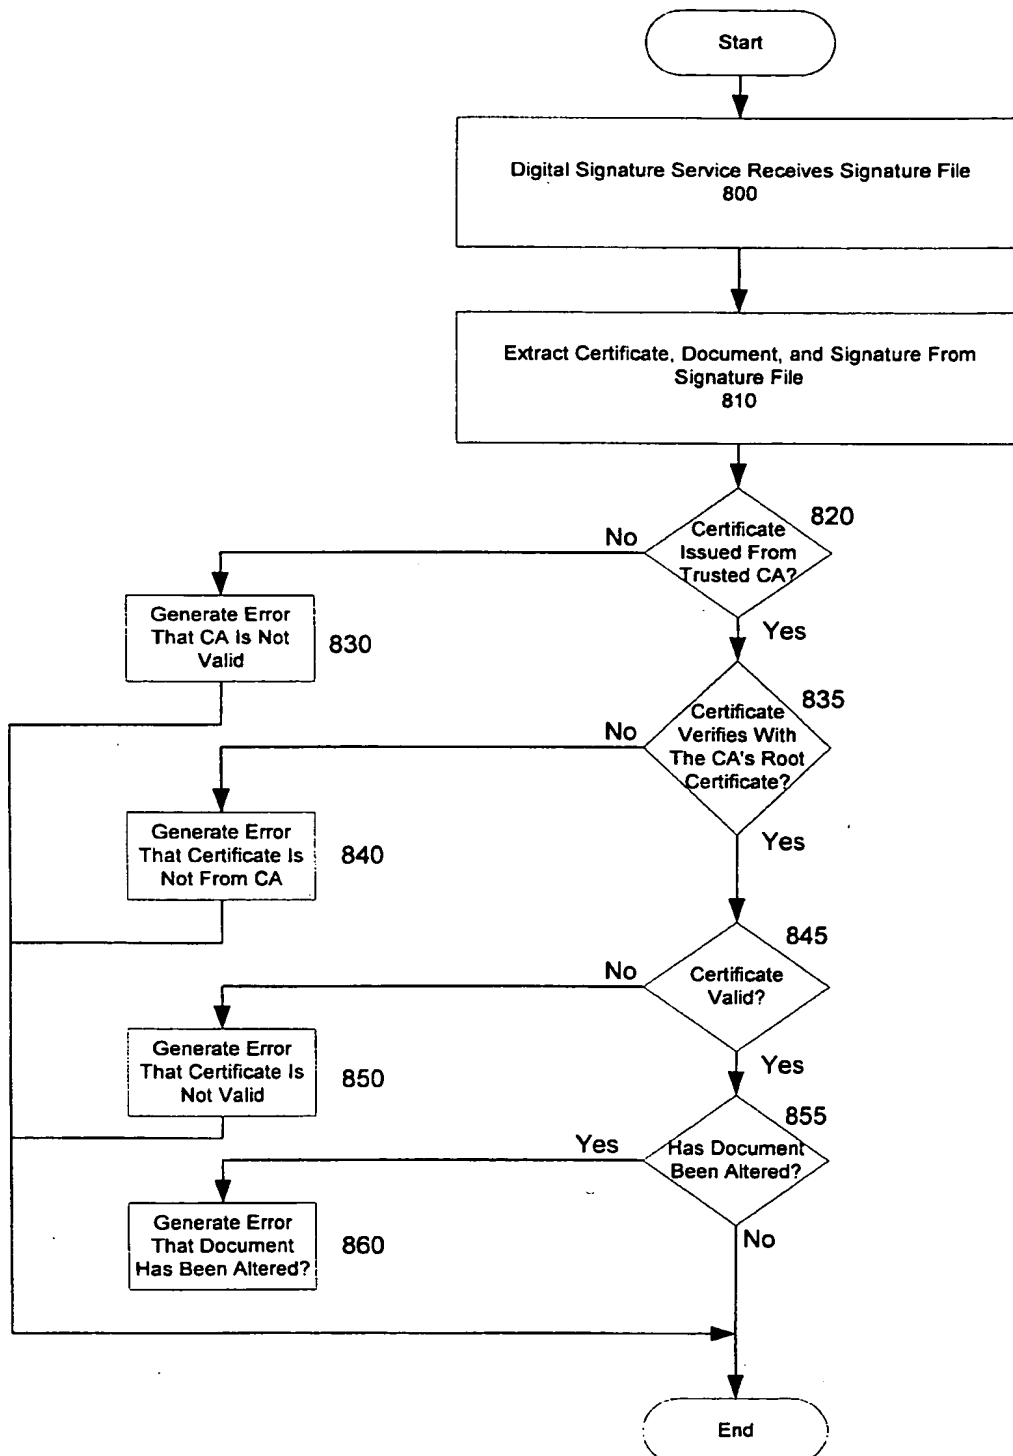 Start
Digital Signature Service Receives Signature File
800
Extract Certificate, Document, and Signature From
Signature File
810
820
Certificate
Issued From
Trusted CA?
No
Yes
Generate Error
That CA Is Not
Valid
830
835
Certificate
Verifies With
The CA's Root
Certificate?
No
Yes
Generate Error
That Certificate Is
Not From CA
840
845
Certificate
Valid?
No
Yes
Generate Error
That Certificate Is
Not Valid
850
855
Has Document
Been Altered?
Yes
No
Generate Error
That Document
Has Been Altered?
860
End